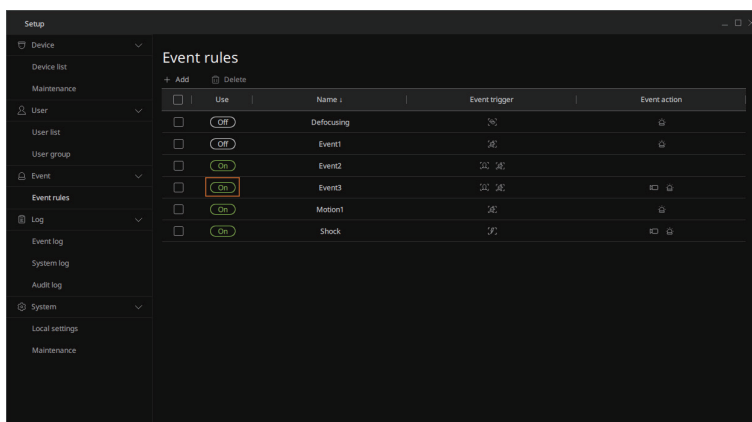 Setup
Device
Device list
Maintenance
User
User list
User group
Event
Event rules
Log
Event log
System log
Audit log
System
Local settings
Maintenance
Event rules
+ Add Delete
Use Name ↓ Event trigger Event action
Off Defocusing
Off Event1
On Event2
On Event3
On Motion1
On Shock